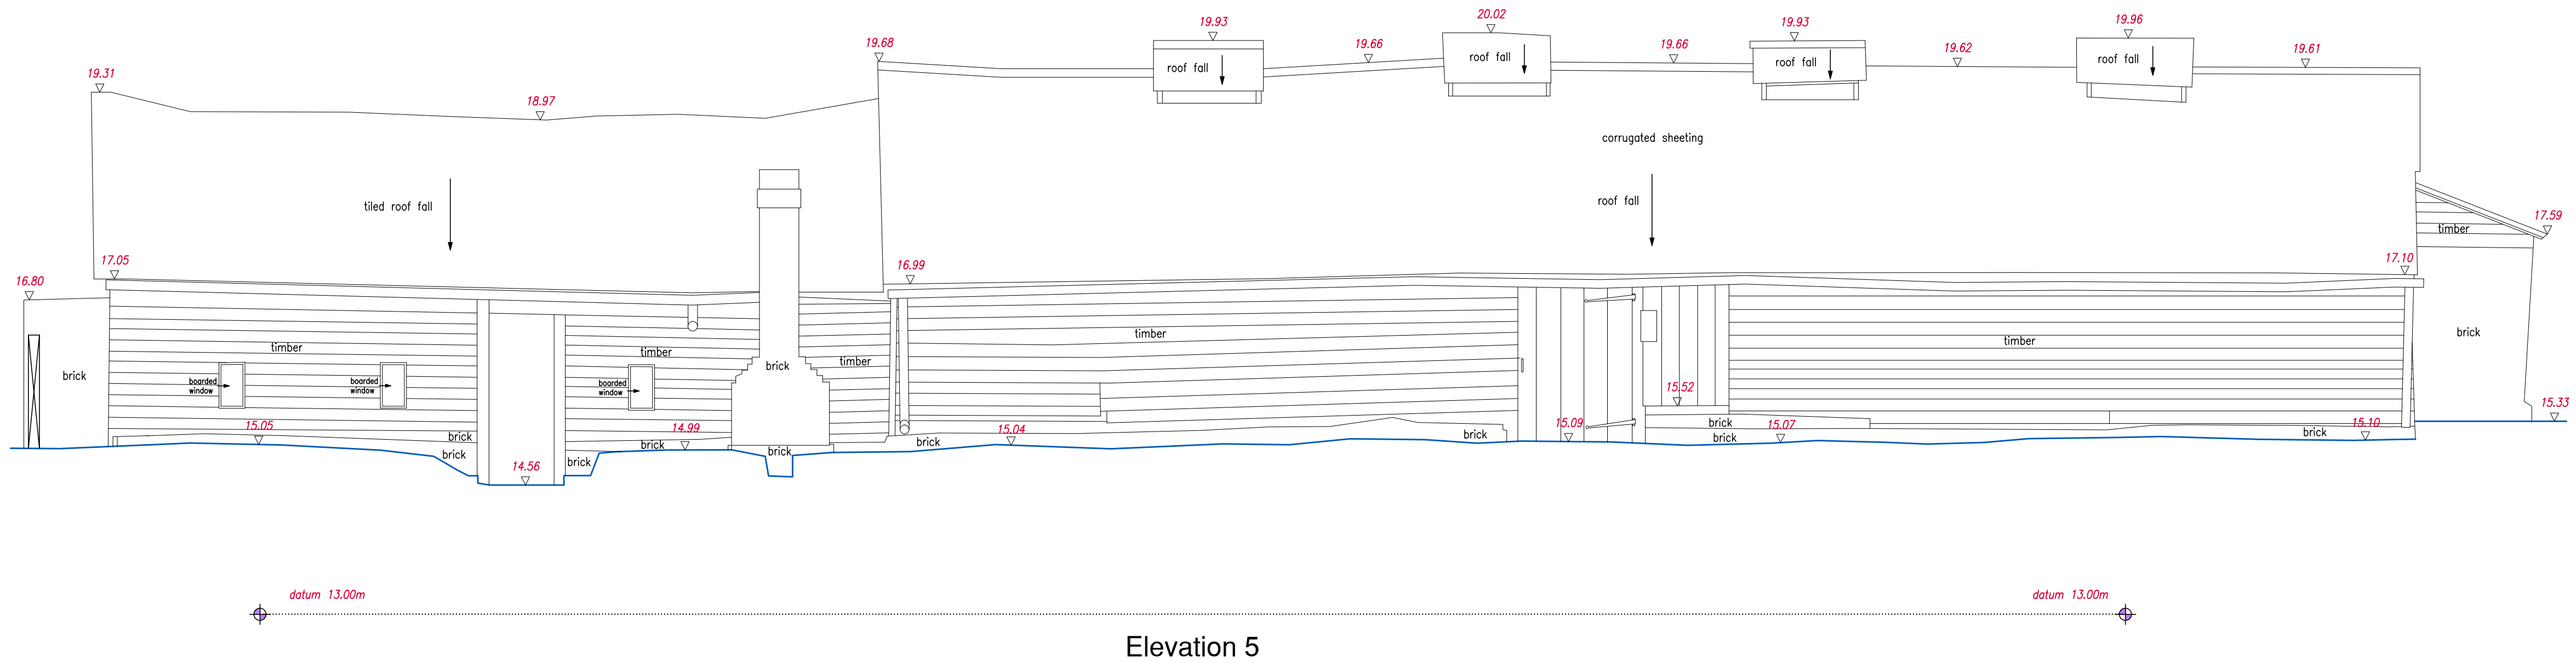 20.02
19.93
19.93
19.96
19.68
19.66
19.66
19.62
19.61
roof fall
roof fall
roof fall
roof fall
19.31
18.97
corrugated sheeting
tiled roof fall
roof fall
17.59
timber
17.05
16.99
17.10
16.80
timber
timber
timber
timber
timber
brick
brick
brick
boarded
window
boarded
window
boarded
window
15.52
15.33
15.05
14.99
15.04
15.09
15.07
15.10
brick
brick
brick
brick
brick
brick
brick
brick
brick
brick
14.56
datum 13.00m
datum 13.00m
Elevation 5